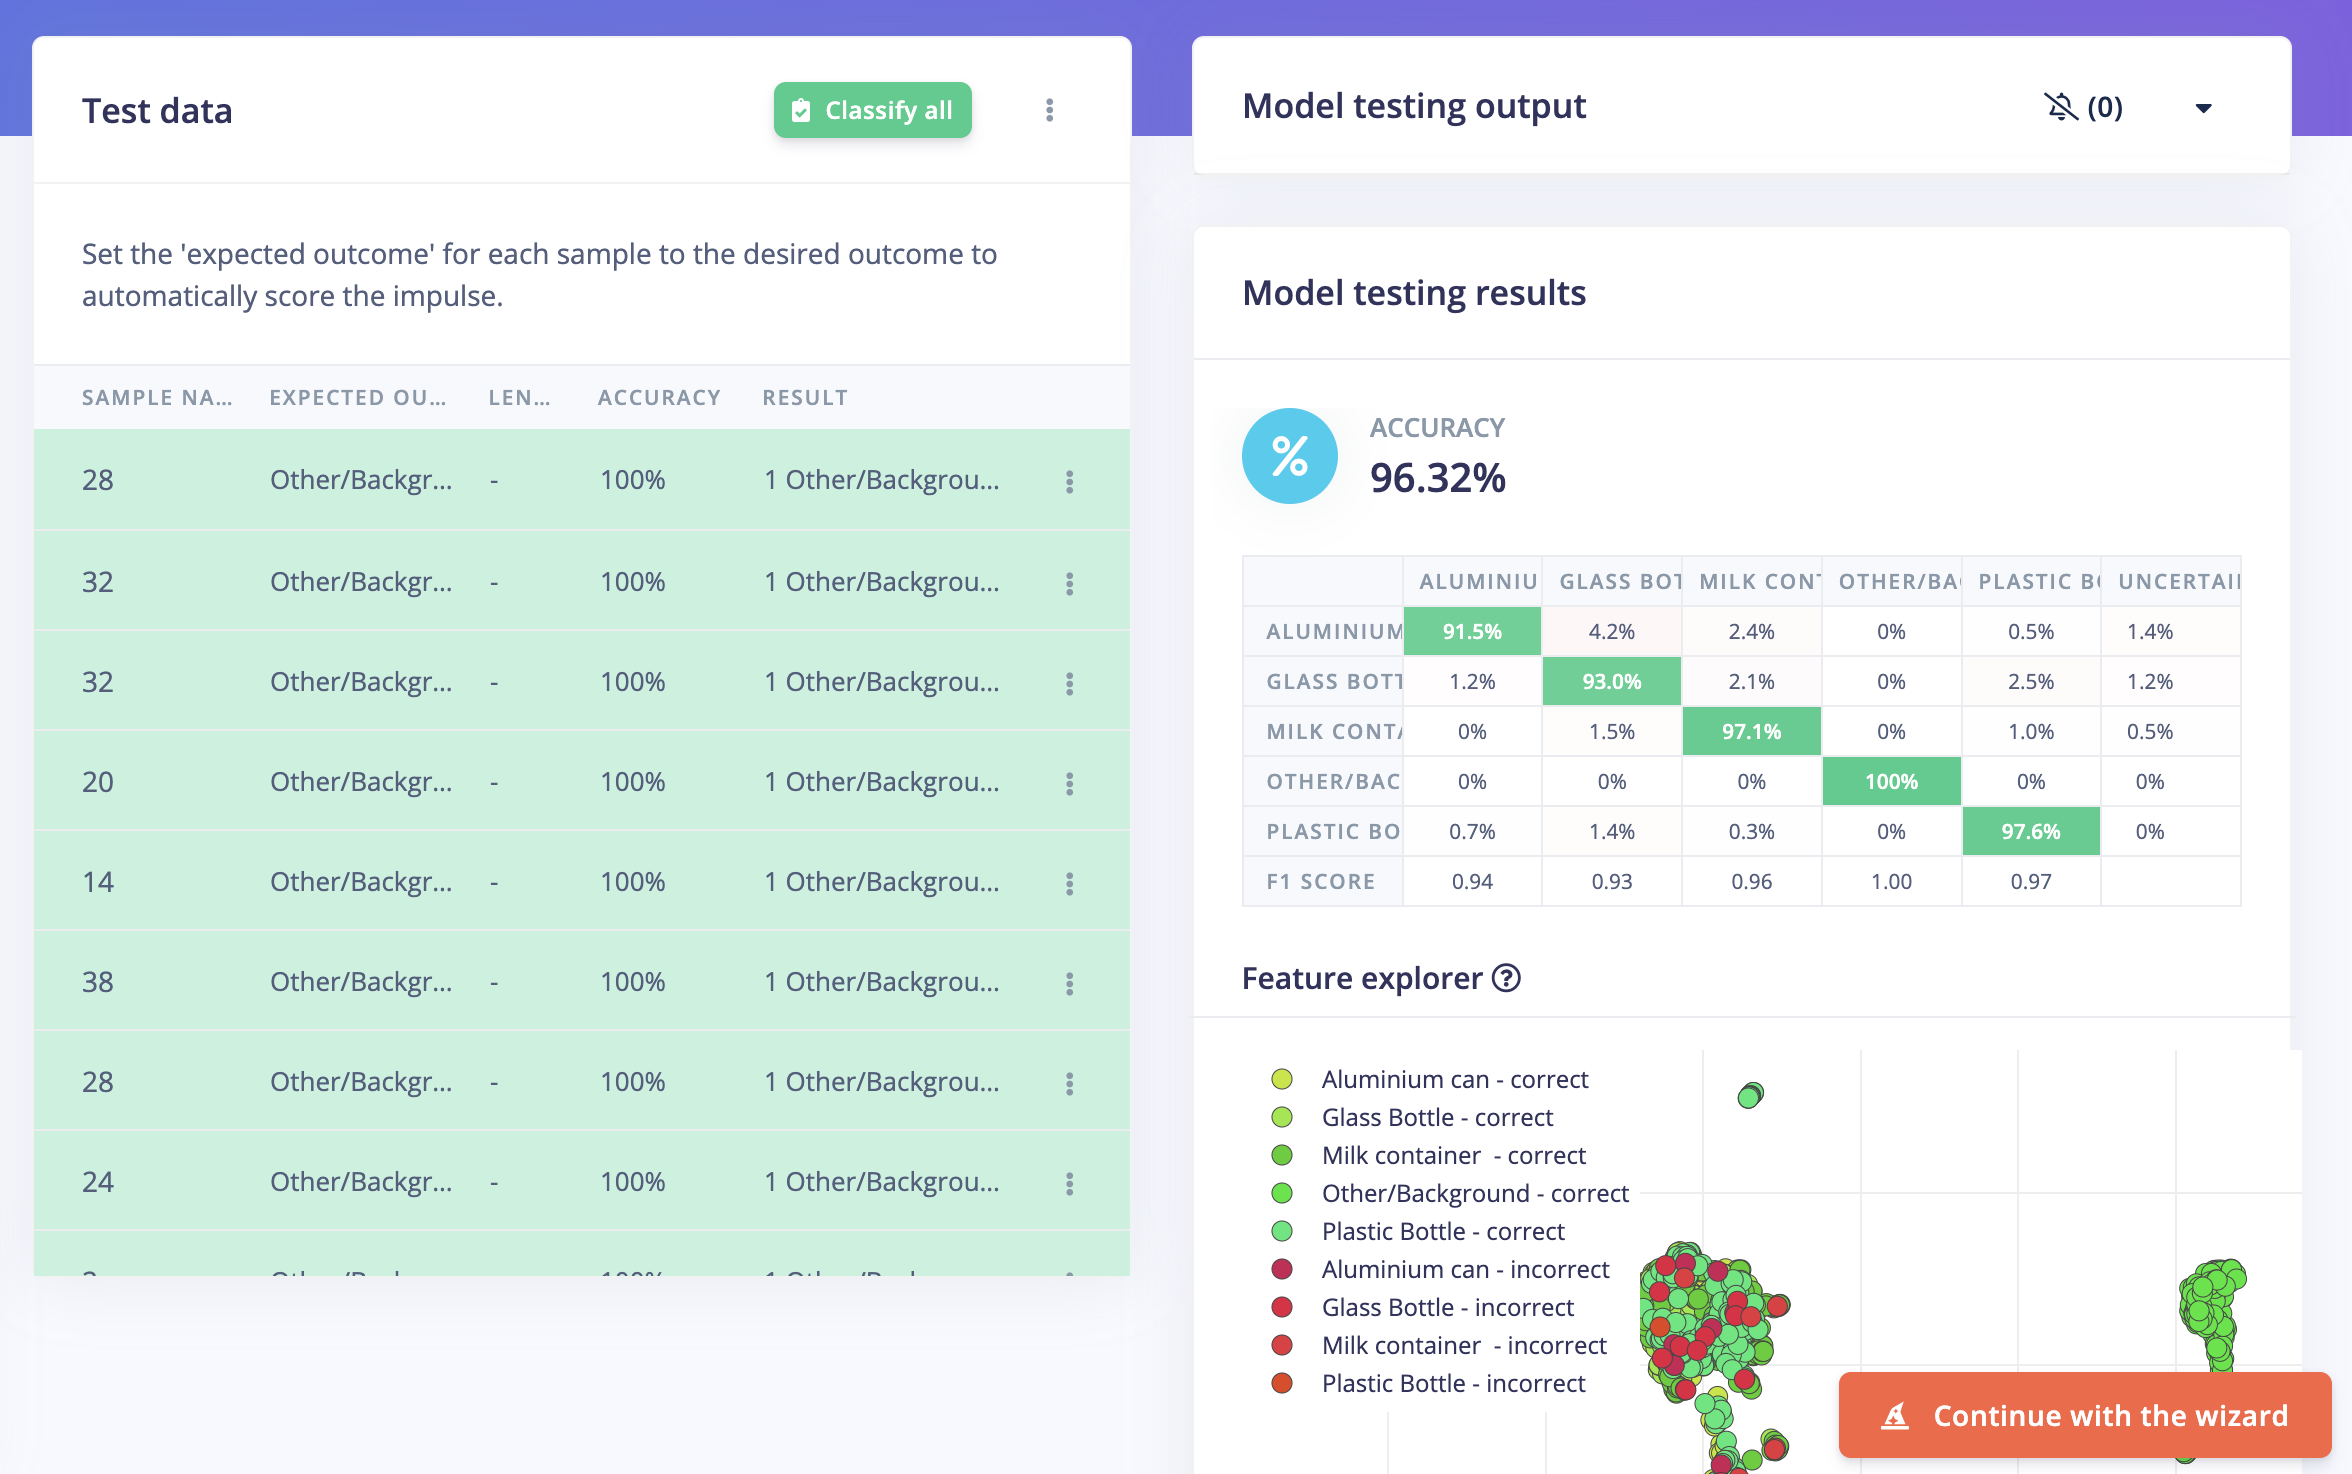 Test data
Classify all
Set the 'expected outcome' for each sample to the desired outcome to
automatically score the impulse.
SAMPLE NA... EXPECTED OU... LEN... ACCURACY RESULT
28 Other/Backgr... - 100% 1 Other/Backgrou...
32 Other/Backgr... - 100% 1 Other/Backgrou...
32 Other/Backgr... - 100% 1 Other/Backgrou...
20 Other/Backgr... - 100% 1 Other/Backgrou...
14 Other/Backgr... - 100% 1 Other/Backgrou...
38 Other/Backgr... - 100% 1 Other/Backgrou...
28 Other/Backgr... - 100% 1 Other/Backgrou...
24 Other/Backgr... - 100% 1 Other/Backgrou...
Model testing output
(0)
Model testing results
%
ACCURACY
96.32%
ALUMINIU GLASS BOT MILK CONT OTHER/BA PLASTIC BO UNCERTAI
ALUMINIUM 91.5% 4.2% 2.4% 0% 0.5% 1.4%
GLASS BOTT 1.2% 93.0% 2.1% 0% 2.5% 1.2%
MILK CONTA 0% 1.5% 97.1% 0% 1.0% 0.5%
OTHER/BAC 0% 0% 0% 100% 0% 0%
PLASTIC BO 0.7% 1.4% 0.3% 0% 97.6% 0%
F1 SCORE 0.94 0.93 0.96 1.00 0.97
Feature explorer ?
Aluminium can - correct
Glass Bottle - correct
Milk container - correct
Other/Background - correct
Plastic Bottle - correct
Aluminium can - incorrect
Glass Bottle - incorrect
Milk container - incorrect
Plastic Bottle - incorrect
Continue with the wizard